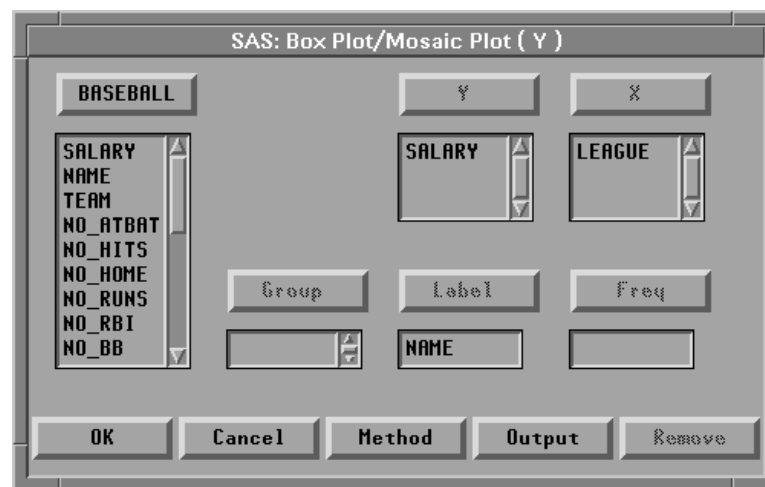 SAS: Box Plot/Mosaic Plot ( Y )
BASEBALL
Y
X
SALARY
NAME
TEAM
NO_ATBAT
NO_HITS
NO_HOME
NO_RUNS
NO_RBI
NO_BB
SALARY
LEAGUE
Group
Label
Freq
NAME
OK
Cancel
Method
Output
Remove